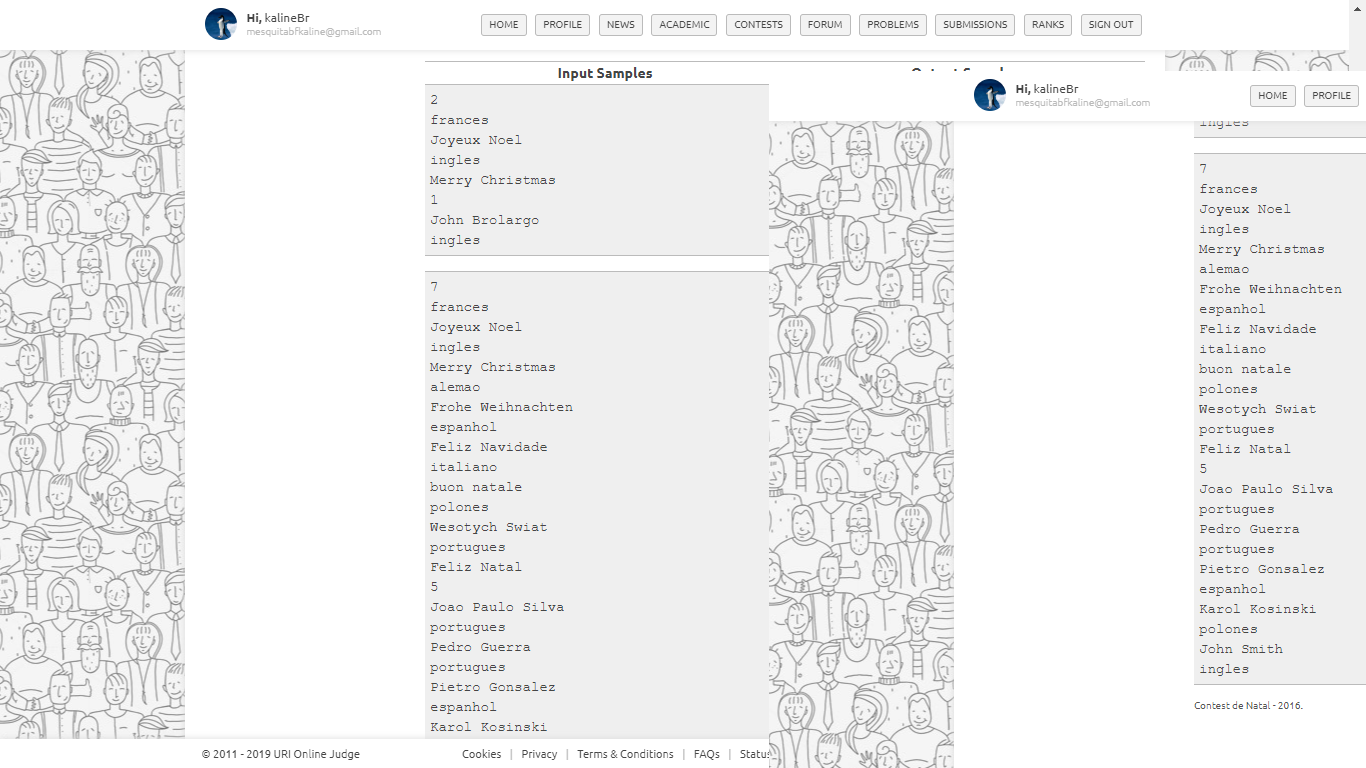 Hi, kalineBr
mesquitabfkaline@gmail.com
HOME PROFILE NEWS ACADEMIC CONTESTS FORUM PROBLEMS SUBMISSIONS RANKS SIGN OUT
Input Samples
2
frances
Joyeux Noel
ingles
Merry Christmas
1
John Brolargo
ingles
7
frances
Joyeux Noel
ingles
Merry Christmas
alemao
Frohe Weihnachten
espanhol
Feliz Navidade
italiano
buon natale
polones
Wesotych Swiat
portugues
Feliz Natal
5
Joao Paulo Silva
portugues
Pedro Guerra
portugues
Pietro Gonsalez
espanhol
Karol Kosinski
© 2011 - 2019 URI Online Judge
Cookies | Privacy | Terms & Conditions | FAQs | Status
Hi, kalineBr
mesquitabfkaline@gmail.com
HOME PROFILE
ingles
7
frances
Joyeux Noel
ingles
Merry Christmas
alemao
Frohe Weihnachten
espanhol
Feliz Navidade
italiano
buon natale
polones
Wesotych Swiat
portugues
Feliz Natal
5
Joao Paulo Silva
portugues
Pedro Guerra
portugues
Pietro Gonsalez
espanhol
Karol Kosinski
polones
John Smith
ingles
Contest de Natal - 2016.